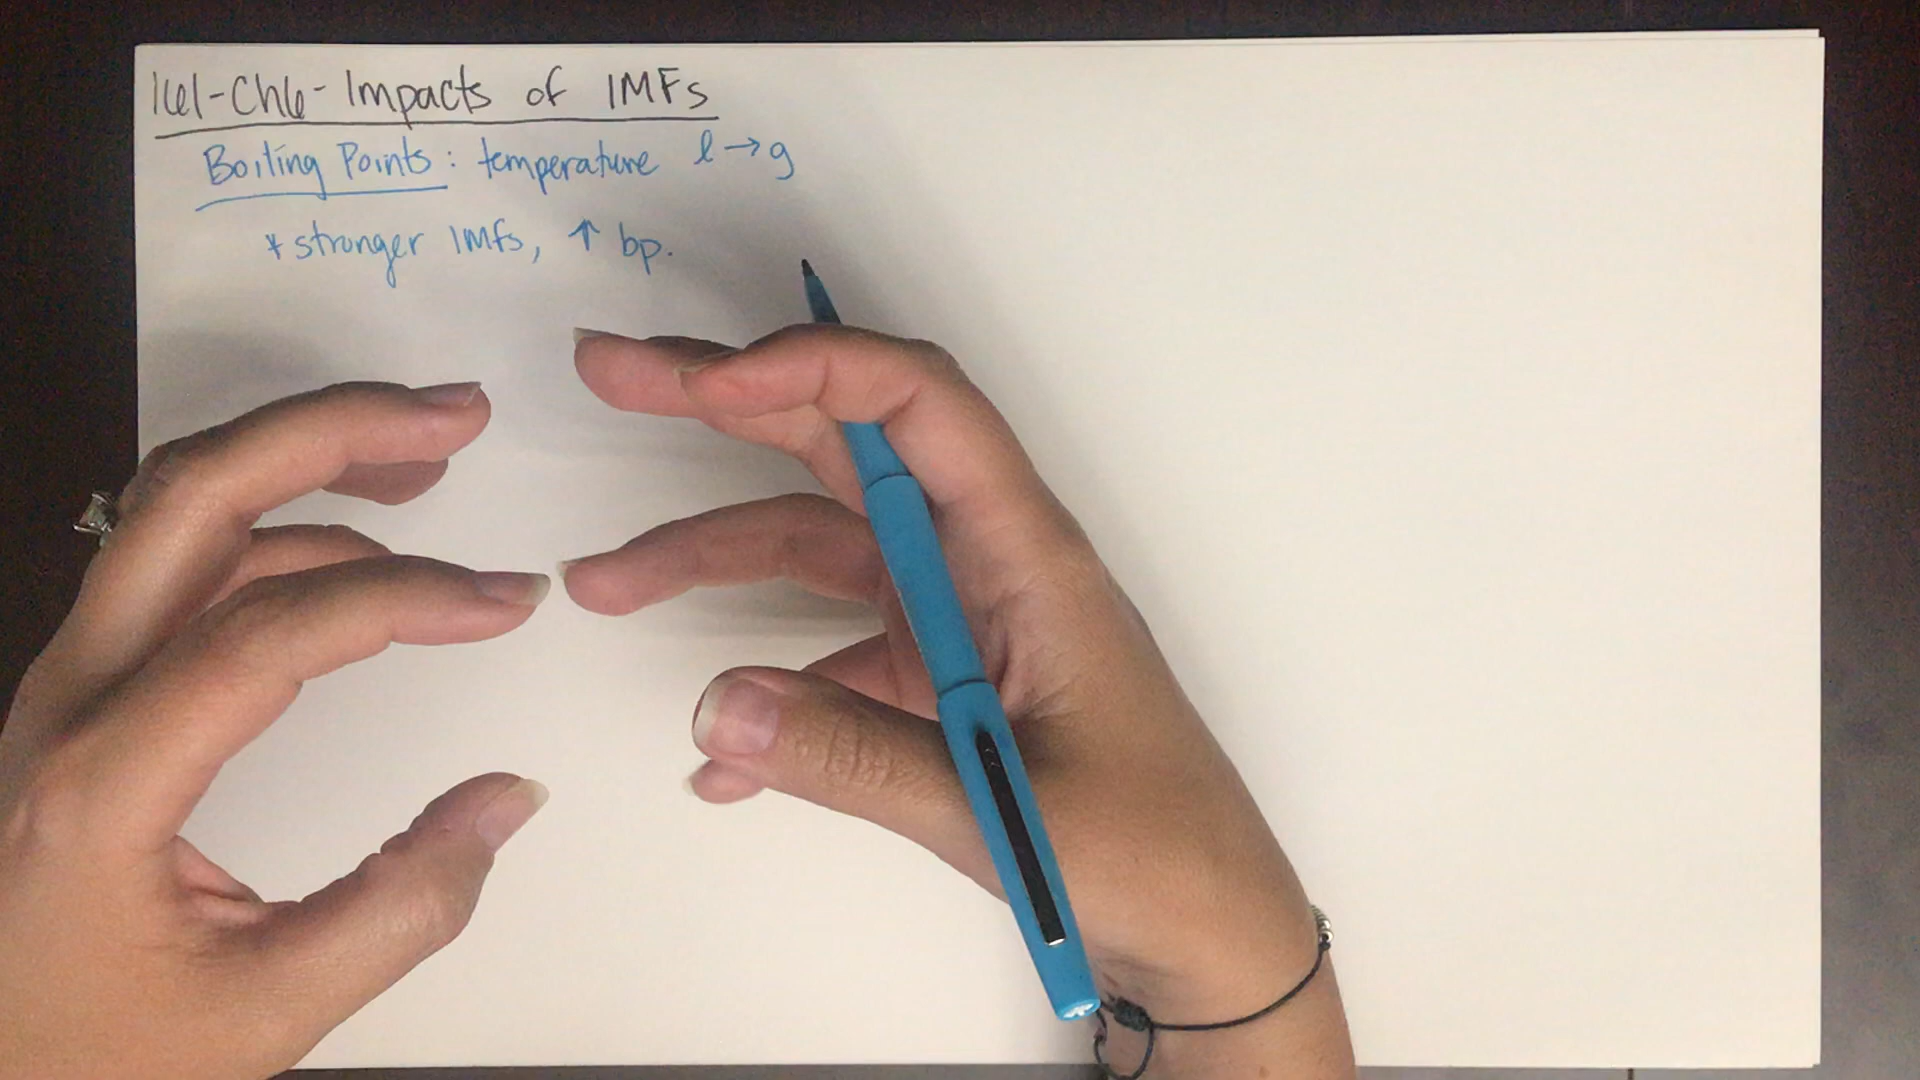 161-Ch6-Impacts of IMFs
Boiling Points: temperature l→g
* stronger IMFs, ↑ bp.